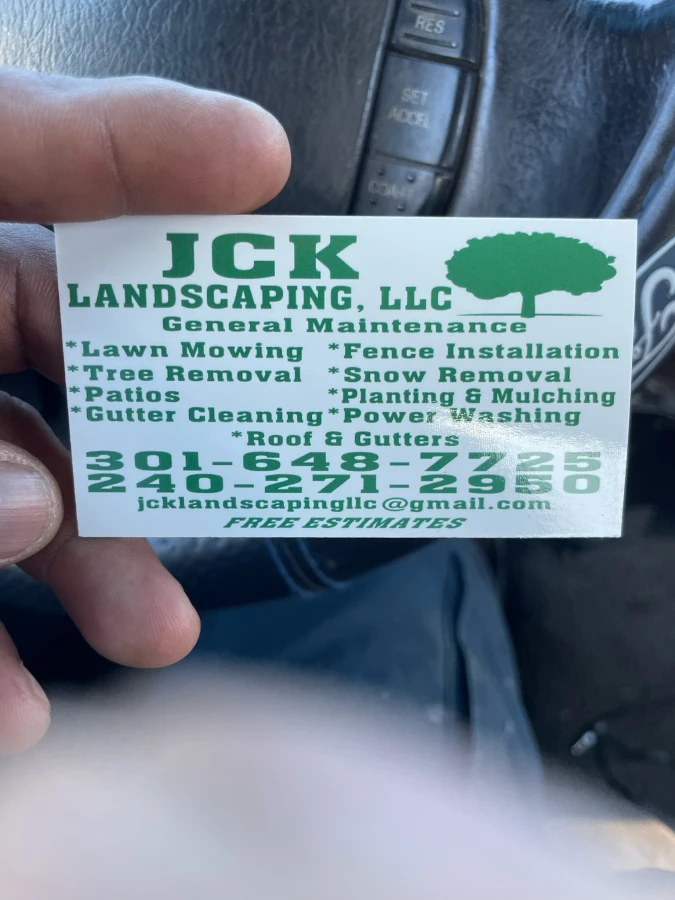 RES
SET
ACCEL
COAST
JCK
LANDSCAPING, LLC
General Maintenance
*Lawn Mowing *Fence Installation
*Tree Removal *Snow Removal
*Patios *Planting & Mulching
*Gutter Cleaning *Power Washing
*Roof & Gutters
301-648-7725
240-271-2950
jcklandscapingllc@gmail.com
FREE ESTIMATES